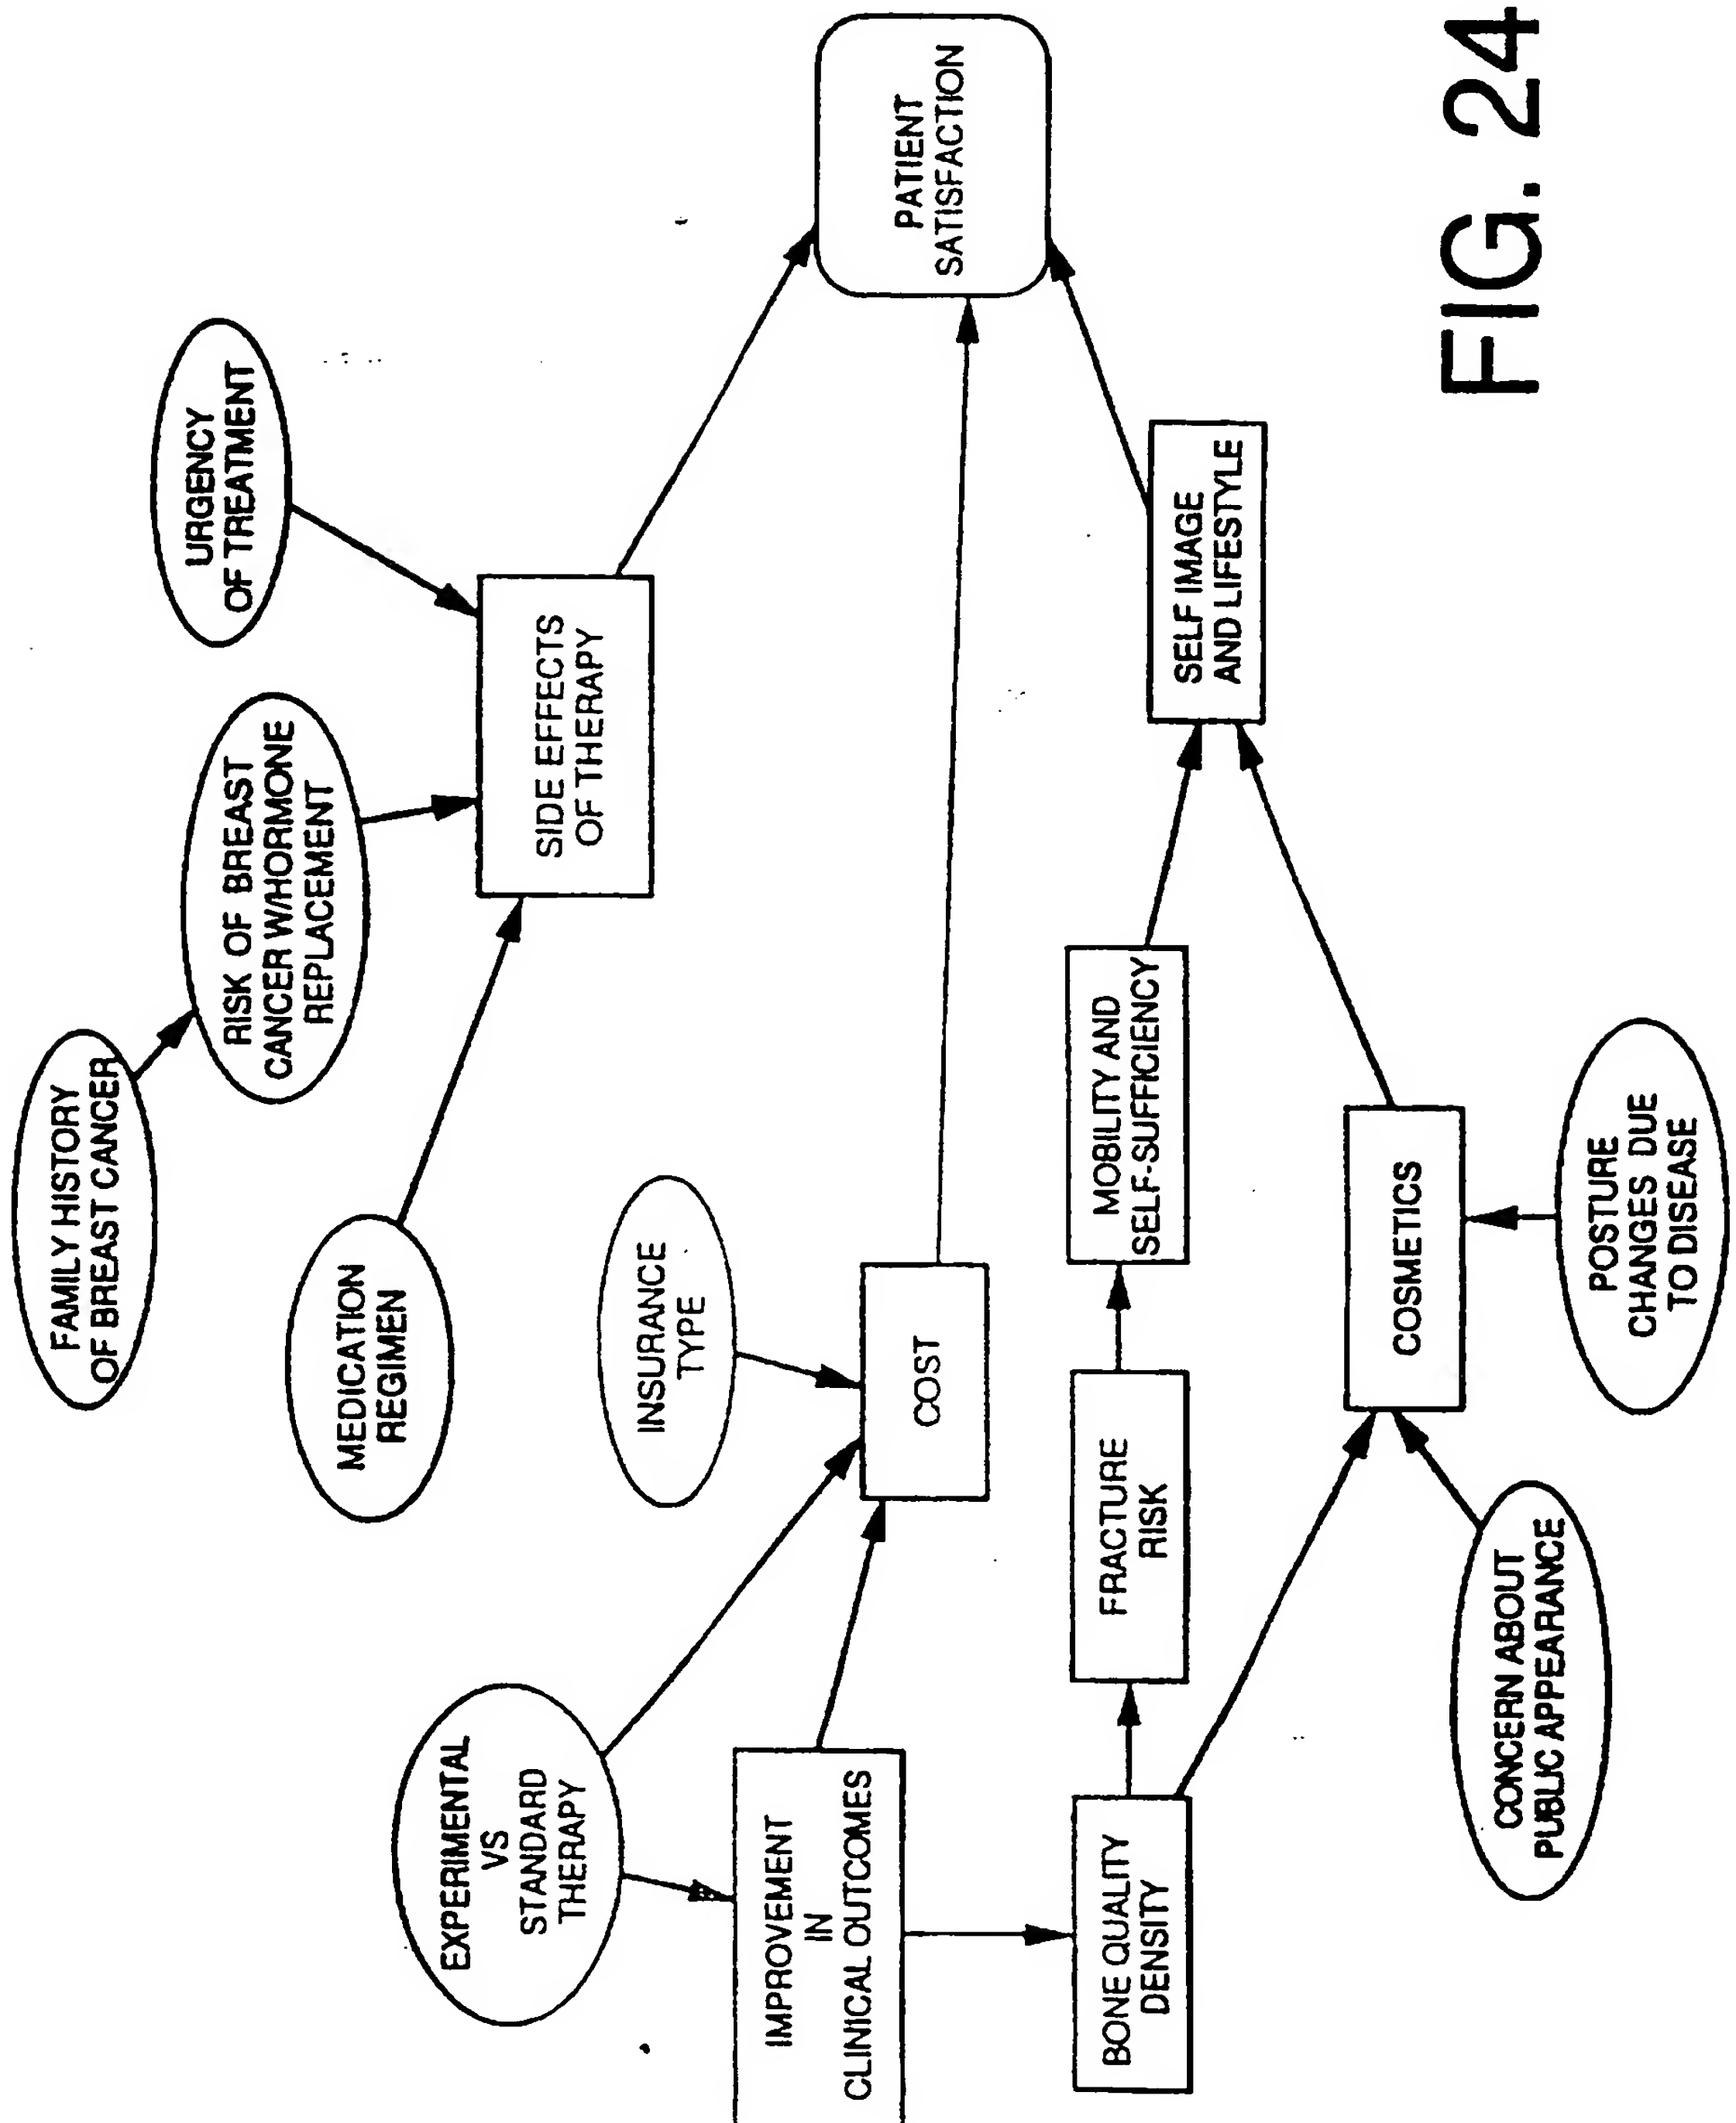 FAMILY HISTORY
OF BREAST CANCER
RISK OF BREAST
CANCER W/HORMONE
REPLACEMENT
URGENCY
OF TREATMENT
MEDICATION
REGIMEN
SIDE EFFECTS
OF THERAPY
EXPERIMENTAL
VS
STANDARD
THERAPY
INSURANCE
TYPE
IMPROVEMENT
IN
CLINICAL OUTCOMES
COST
PATIENT
SATISFACTION
BONE QUALITY
DENSITY
FRACTURE
RISK
MOBILITY AND
SELF-SUFFICIENCY
SELF IMAGE
AND LIFESTYLE
COSMETICS
CONCERN ABOUT
PUBLIC APPEARANCE
POSTURE
CHANGES DUE
TO DISEASE
FIG. 24